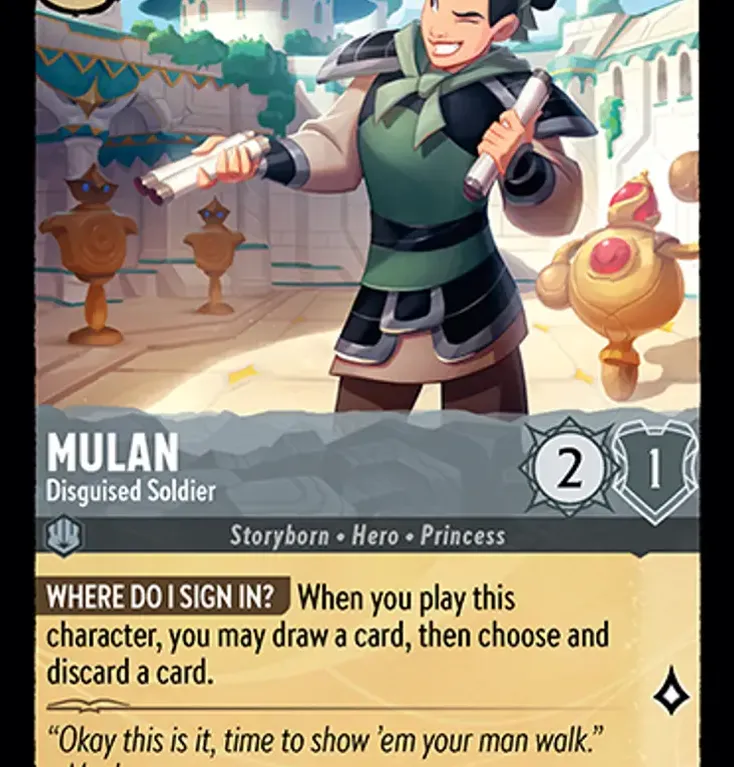 MULAN
2 1
Disguised Soldier
Storyborn • Hero • Princess
WHERE DO I SIGN IN? When you play this
character, you may draw a card, then choose and
discard a card.
“Okay this is it, time to show ’em your man walk.”